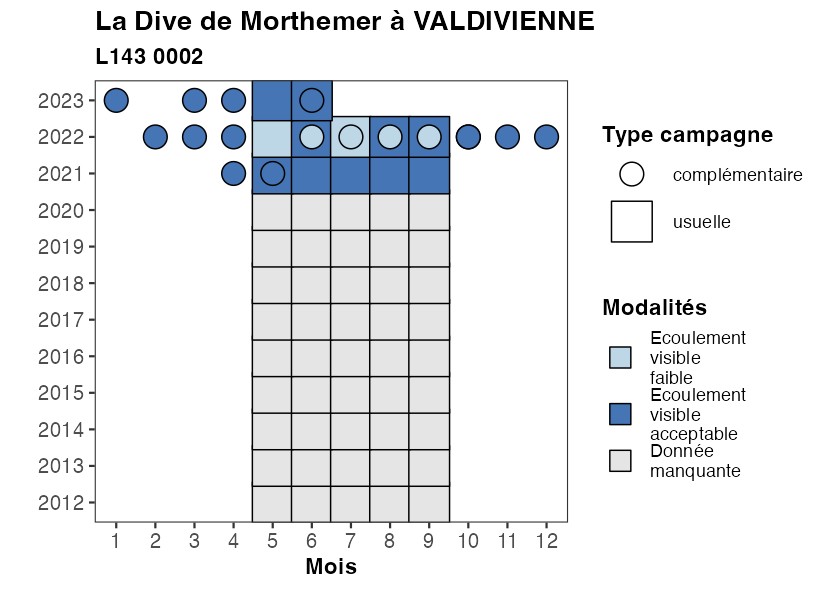 La Dive de Morthemer à VALDIVIENNE
L143 0002
2023
2022
2021
2020
2019
2018
2017
2016
2015
2014
2013
2012
1 2 3 4 5 6 7 8 9 10 11 12
Mois
Type campagne
complémentaire
usuelle
Modalités
Ecoulement
visible
faible
Ecoulement
visible
acceptable
Donnée
manquante